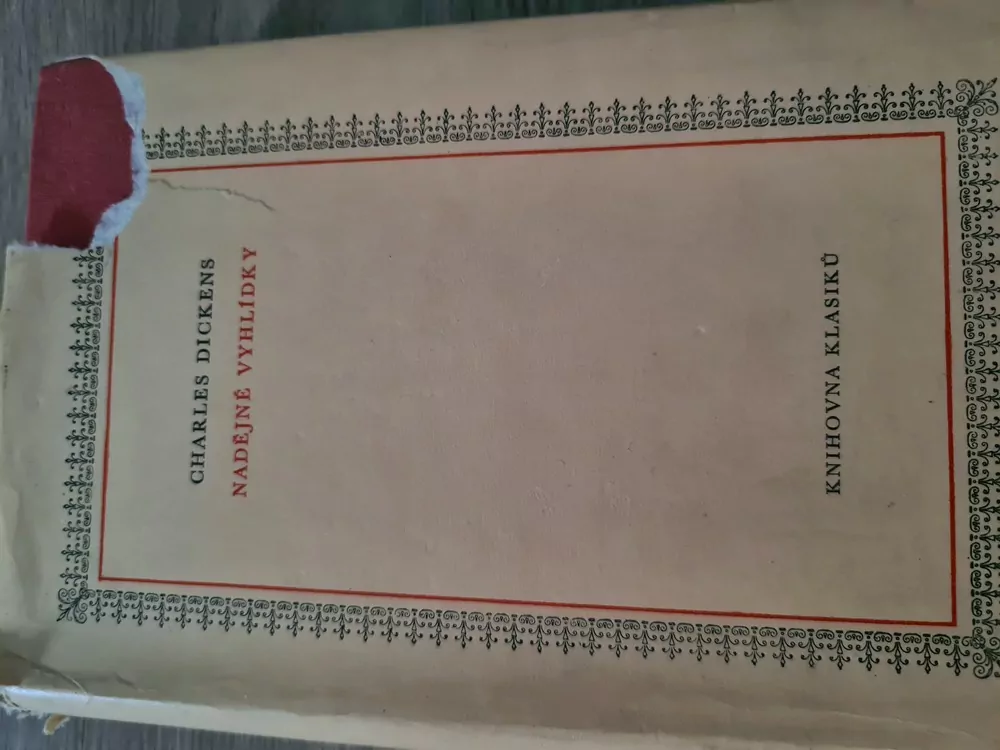 CHARLES DICKENS
NADĚJNÉ VYHLÍDKY
KNIHOVNA KLASIKŮ